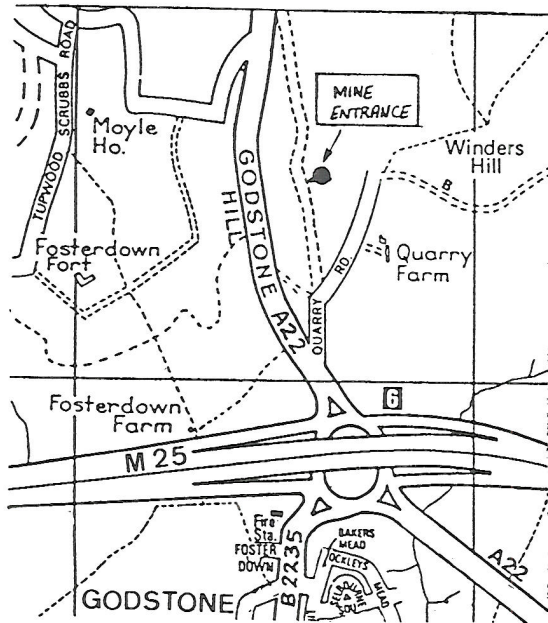 TUPWOOD SCRUBBS ROAD
Moyle
Ho.
MINE
ENTRANCE
Winders
Hill
B
GODSTONE
HILL
A22
Fosterdown
Fort
QUARRY RD.
Quarry
Farm
Fosterdown
Farm
6
M 25
Fire
Sta.
FOSTER
DOWN
B2235
BAKERS
MEAD
OCKLEYS
MEAD
A22
GODSTONE